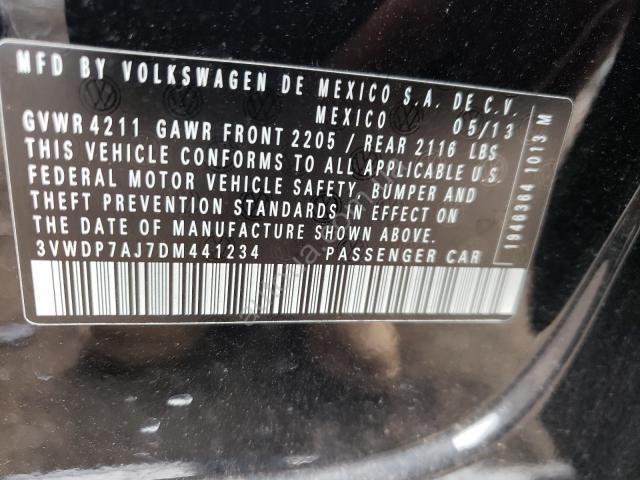 MFD BY VOLKSWAGEN DE MEXICO S.A. DE C.V.
MEXICO 05/13
GVWR 4211 GAWR FRONT 2205 / REAR 2116 LBS
THIS VEHICLE CONFORMS TO ALL APPLICABLE U.S.
FEDERAL MOTOR VEHICLE SAFETY, BUMPER AND
THEFT PREVENTION STANDARDS IN EFFECT ON
THE DATE OF MANUFACTURE SHOWN ABOVE.
3VWDP7AJ7DM441234 PASSENGER CAR
1946364 1013 M